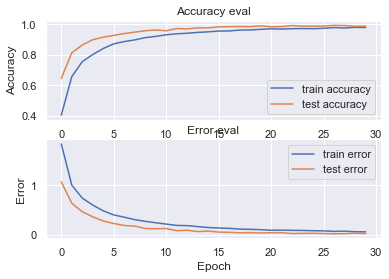 Accuracy eval
1.0
0.8
0.6
0.4
Accuracy
train accuracy
test accuracy
0
5
10
15
20
25
30
Error eval
1
0
Error
train error
test error
0
5
10
15
20
25
30
Epoch